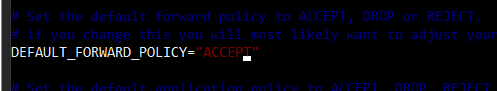 # Set the default forward policy to ACCEPT, DROP or REJECT.
# if you change this you will most likely want to adjust your
DEFAULT_FORWARD_POLICY="ACCEPT"
# Set the default application policy to ACCEPT, DROP, REJECT